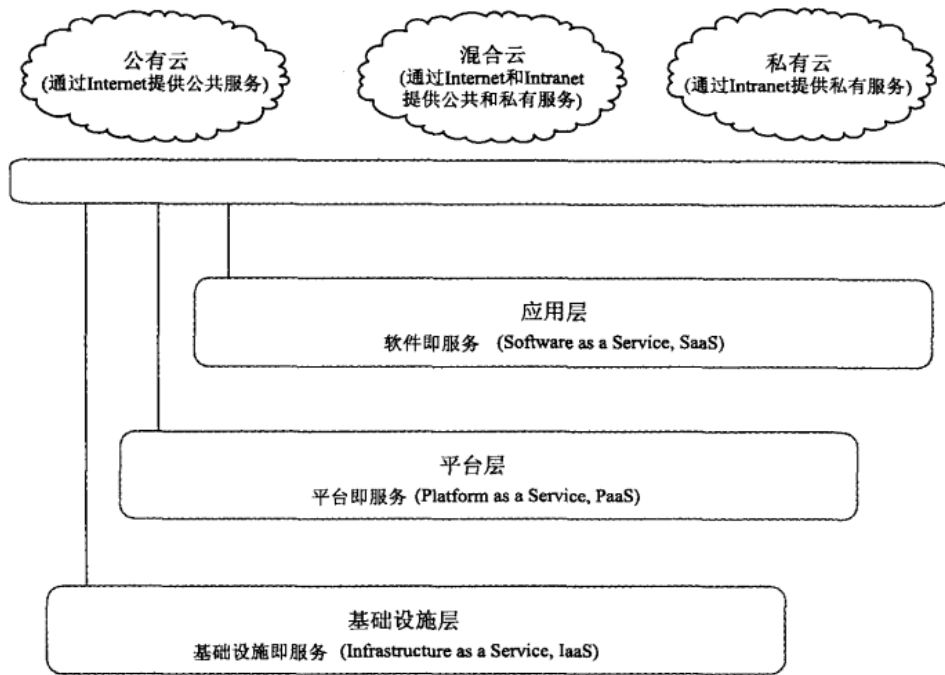 公有云
(通过Internet提供公共服务)
混合云
(通过Internet和Intranet
提供公共和私有服务)
私有云
(通过Intranet提供私有服务)
应用层
软件即服务 (Software as a Service, SaaS)
平台层
平台即服务 (Platform as a Service, PaaS)
基础设施层
基础设施即服务 (Infrastructure as a Service, IaaS)